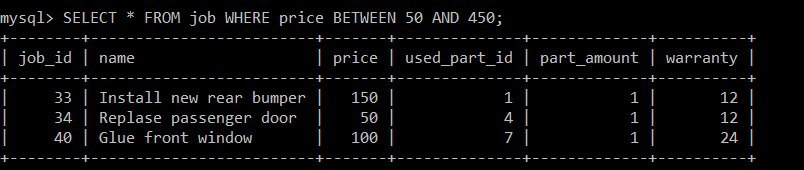 mysql> SELECT * FROM job WHERE price BETWEEN 50 AND 450;
+--------+-------------------------+-------+--------------+-------------+----------+
| job_id | name                    | price | used_part_id | part_amount | warranty |
+--------+-------------------------+-------+--------------+-------------+----------+
|     33 | Install new rear bumper |   150 |            1 |           1 |       12 |
|     34 | Replase passenger door  |    50 |            4 |           1 |       12 |
|     40 | Glue front window       |   100 |            7 |           1 |       24 |
+--------+-------------------------+-------+--------------+-------------+----------+